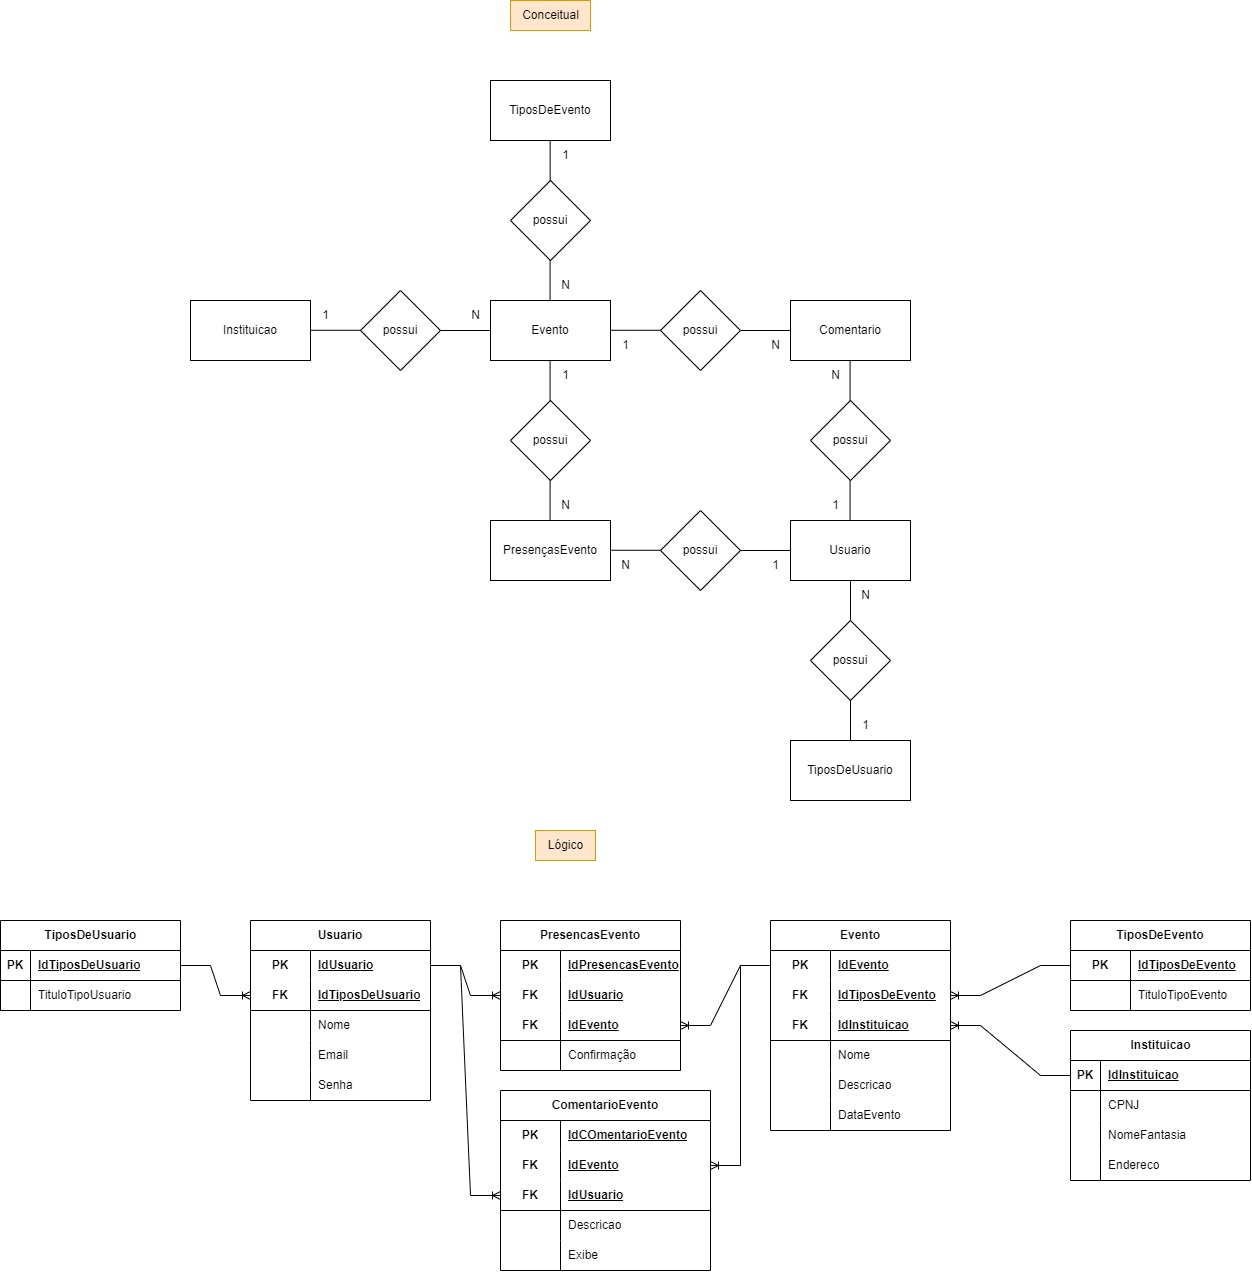 Conceitual
TiposDeEvento
1
possui
N
Instituicao
1
possui
N
Evento
1
possui
N
Comentario
1
possui
N
N
possui
1
PresençasEvento
N
possui
1
Usuario
N
possui
1
TiposDeUsuario
Lógico
TiposDeUsuario
PK IdTiposDeUsuario
TituloTipoUsuario
Usuario
PK IdUsuario
FK IdTiposDeUsuario
Nome
Email
Senha
PresencasEvento
PK IdPresencasEvento
FK IdUsuario
FK IdEvento
Confirmação
ComentarioEvento
PK IdCOmentarioEvento
FK IdEvento
FK IdUsuario
Descricao
Exibe
Evento
PK IdEvento
FK IdTiposDeEvento
FK IdInstituicao
Nome
Descricao
DataEvento
TiposDeEvento
PK IdTiposDeEvento
TituloTipoEvento
Instituicao
PK IdInstituicao
CPNJ
NomeFantasia
Endereco